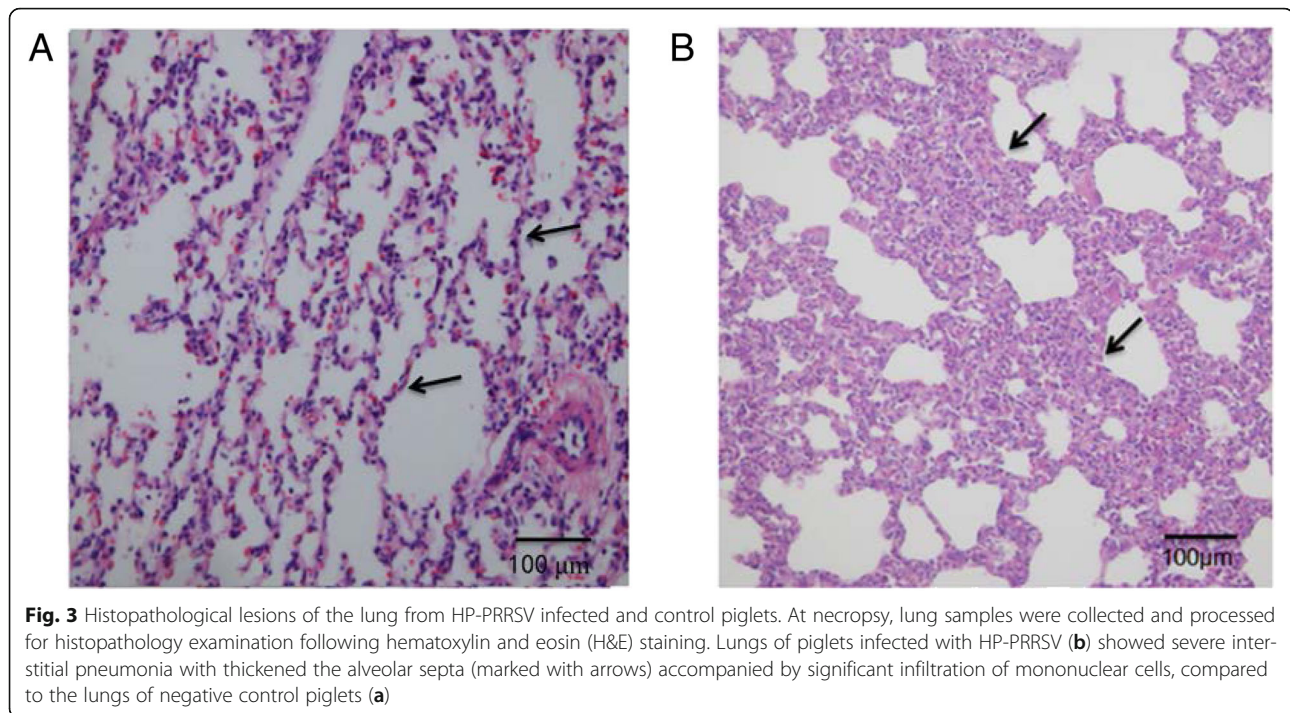 A
B
100 μm
100μm
Fig. 3 Histopathological lesions of the lung from HP-PRRSV infected and control piglets. At necropsy, lung samples were collected and processed
for histopathology examination following hematoxylin and eosin (H&E) staining. Lungs of piglets infected with HP-PRRSV (b) showed severe inter-
stitial pneumonia with thickened the alveolar septa (marked with arrows) accompanied by significant infiltration of mononuclear cells, compared
to the lungs of negative control piglets (a)